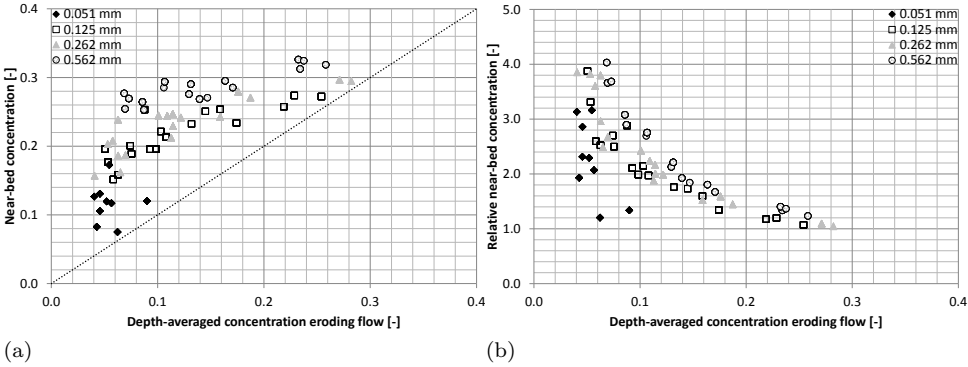 0.051 mm
0.125 mm
0.262 mm
0.562 mm
0.4
0.3
0.2
0.1
0.0
0.0
0.1
0.2
0.3
0.4
Near-bed concentration [-]
Depth-averaged concentration eroding flow [-]
(a)
0.051 mm
0.125 mm
0.262 mm
0.562 mm
5.0
4.0
3.0
2.0
1.0
0.0
0.0
0.1
0.2
0.3
0.4
Relative near-bed concentration [-]
Depth-averaged concentration eroding flow [-]
(b)